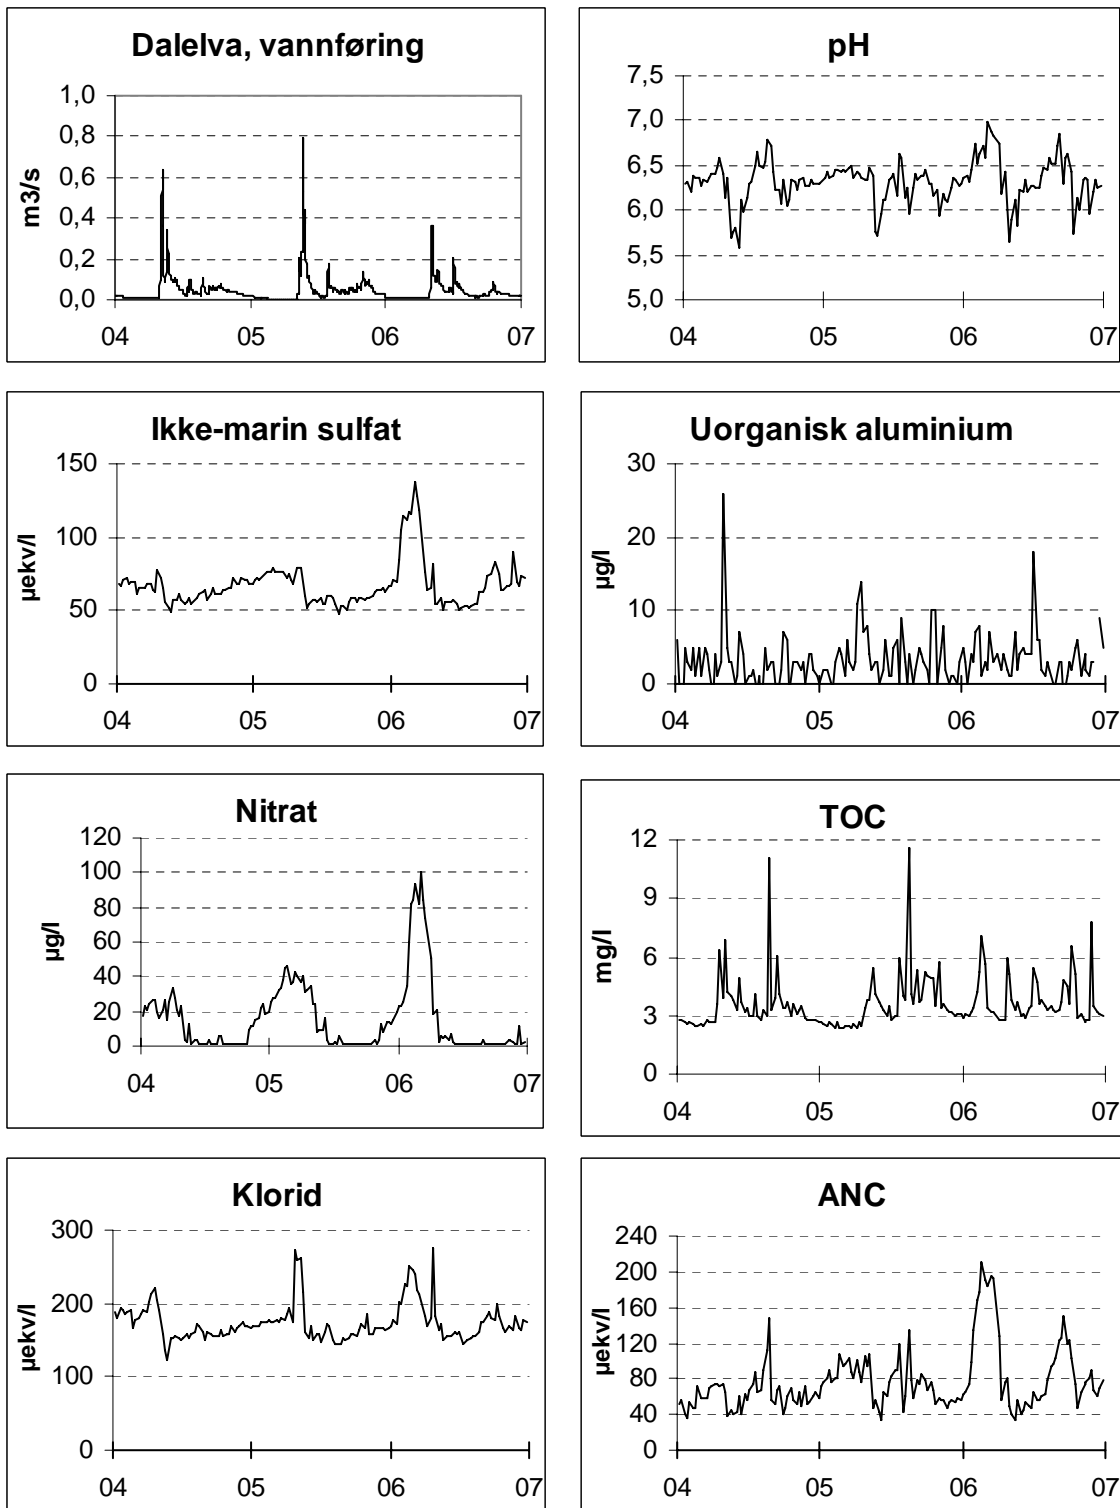 Dalelva, vannføring
m3/s
1,0
0,8
0,6
0,4
0,2
0,0
04 05 06 07
pH
7,5
7,0
6,5
6,0
5,5
5,0
04 05 06 07
Ikke-marin sulfat
µekv/l
150
100
50
0
04 05 06 07
Uorganisk aluminium
µg/l
30
20
10
0
04 05 06 07
Nitrat
µg/l
120
100
80
60
40
20
0
04 05 06 07
TOC
mg/l
12
9
6
3
0
04 05 06 07
Klorid
µekv/l
300
200
100
0
04 05 06 07
ANC
µekv/l
240
200
160
120
80
40
0
04 05 06 07